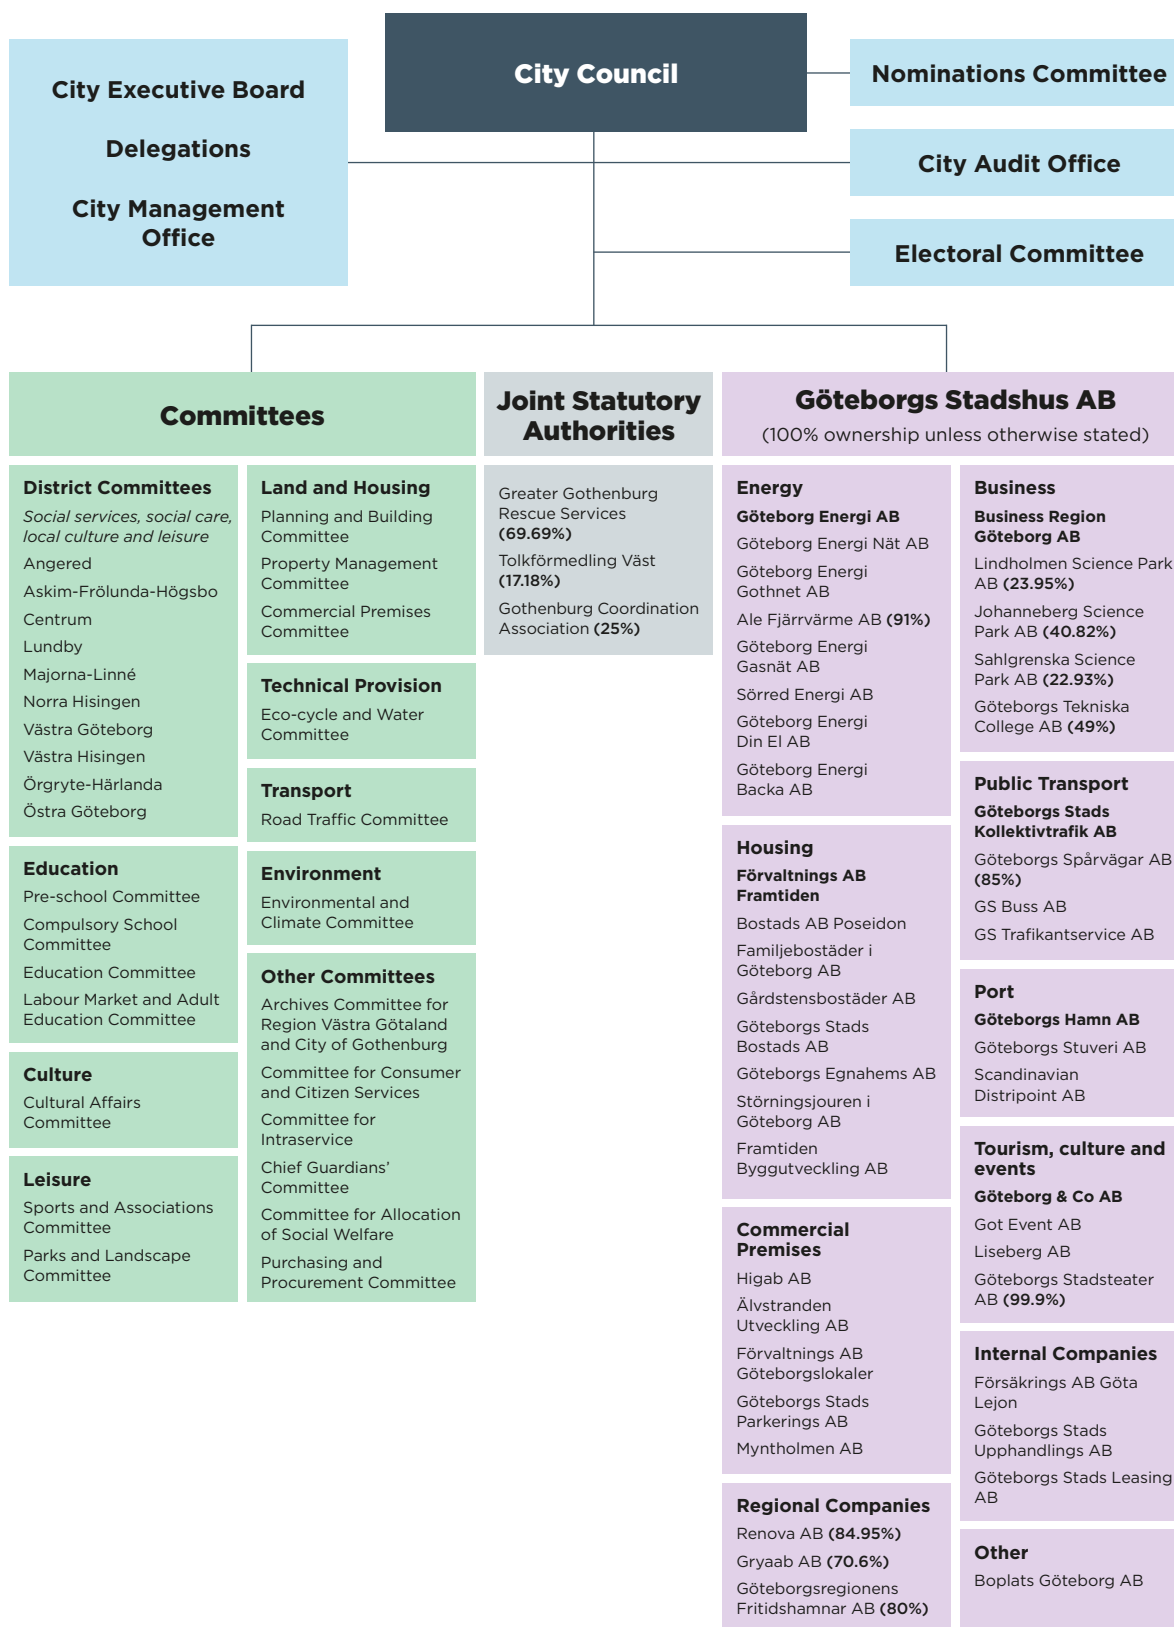 City Council
City Executive Board
Delegations
City Management
Office
Nominations Committee
City Audit Office
Electoral Committee
Committees
District Committees
Social services, social care,
local culture and leisure
Angered
Askim-Frölunda-Högsbo
Centrum
Lundby
Majorna-Linné
Norra Hisingen
Västra Göteborg
Västra Hisingen
Örgryte-Härlanda
Östra Göteborg
Education
Pre-school Committee
Compulsory School
Committee
Education Committee
Labour Market and Adult
Education Committee
Culture
Cultural Affairs
Committee
Leisure
Sports and Associations
Committee
Parks and Landscape
Committee
Land and Housing
Planning and Building
Committee
Property Management
Committee
Commercial Premises
Committee
Technical Provision
Eco-cycle and Water
Committee
Transport
Road Traffic Committee
Environment
Environmental and
Climate Committee
Other Committees
Archives Committee for
Region Västra Götaland
and City of Gothenburg
Committee for Consumer
and Citizen Services
Committee for
Intraservice
Chief Guardians’
Committee
Committee for Allocation
of Social Welfare
Purchasing and
Procurement Committee
Joint Statutory
Authorities
Greater Gothenburg
Rescue Services
(69.69%)
Tolkförmedling Väst
(17.18%)
Gothenburg Coordination
Association (25%)
Göteborgs Stadshus AB
(100% ownership unless otherwise stated)
Energy
Göteborg Energi AB
Göteborg Energi Nät AB
Göteborg Energi
Gothnet AB
Ale Fjärrvärme AB (91%)
Göteborg Energi
Gasnät AB
Sörred Energi AB
Göteborg Energi
Din El AB
Göteborg Energi
Backa AB
Housing
Förvaltnings AB
Framtiden
Bostads AB Poseidon
Familjebostäder i
Göteborg AB
Gårdstensbostäder AB
Göteborgs Stads
Bostads AB
Göteborgs Egnahems AB
Störningsjouren i
Göteborg AB
Framtiden
Byggutveckling AB
Commercial
Premises
Higab AB
Älvstranden
Utveckling AB
Förvaltnings AB
Göteborgslokaler
Göteborgs Stads
Parkerings AB
Myntholmen AB
Regional Companies
Renova AB (84.95%)
Gryaab AB (70.6%)
Göteborgsregionens
Fritidshamnar AB (80%)
Business
Business Region
Göteborg AB
Lindholmen Science Park
AB (23.95%)
Johanneberg Science
Park AB (40.82%)
Sahlgrenska Science
Park AB (22.93%)
Göteborgs Tekniska
College AB (49%)
Public Transport
Göteborgs Stads
Kollektivtrafik AB
Göteborgs Spårvägar AB
(85%)
GS Buss AB
GS Trafikantservice AB
Port
Göteborgs Hamn AB
Göteborgs Stuveri AB
Scandinavian
Distripoint AB
Tourism, culture and
events
Göteborg & Co AB
Got Event AB
Liseberg AB
Göteborgs Stadsteater
AB (99.9%)
Internal Companies
Försäkrings AB Göta
Lejon
Göteborgs Stads
Upphandlings AB
Göteborgs Stads Leasing
AB
Other
Boplats Göteborg AB